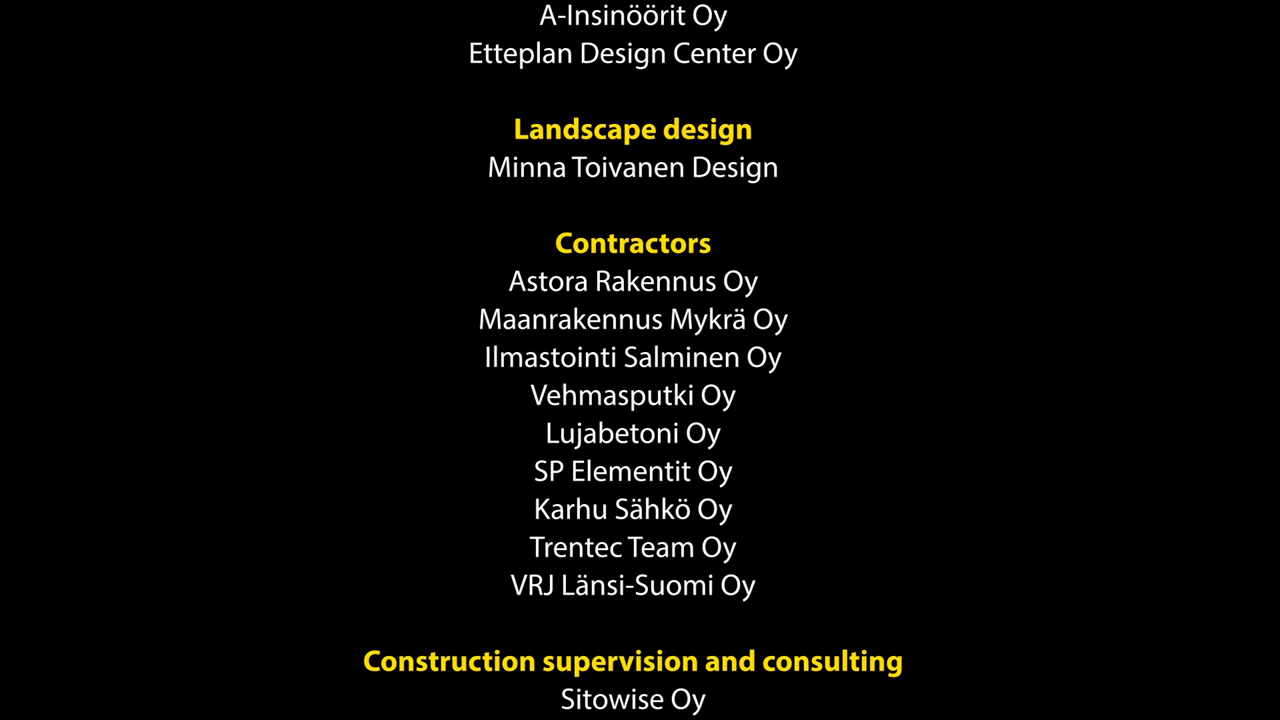 A-Insinöörit Oy
Etteplan Design Center Oy
Landscape design
Minna Toivanen Design
Contractors
Astora Rakennus Oy
Maanrakennus Mykrä Oy
Ilmastointi Salminen Oy
Vehmasputki Oy
Lujabetoni Oy
SP Elementit Oy
Karhu Sähkö Oy
Trentec Team Oy
VRJ Länsi-Suomi Oy
Construction supervision and consulting
Sitowise Oy